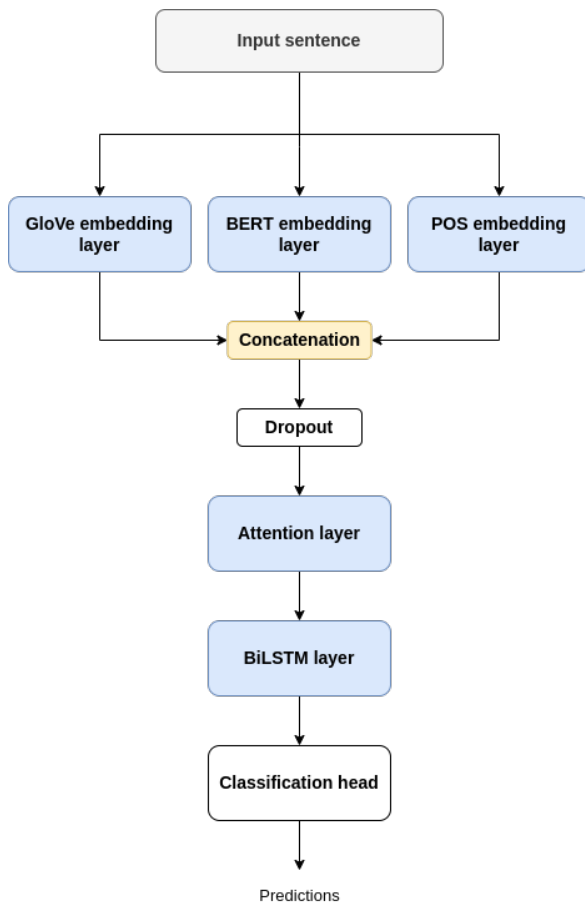 Input sentence
GloVe embedding
layer
BERT embedding
layer
POS embedding
layer
Concatenation
Dropout
Attention layer
BiLSTM layer
Classification head
Predictions